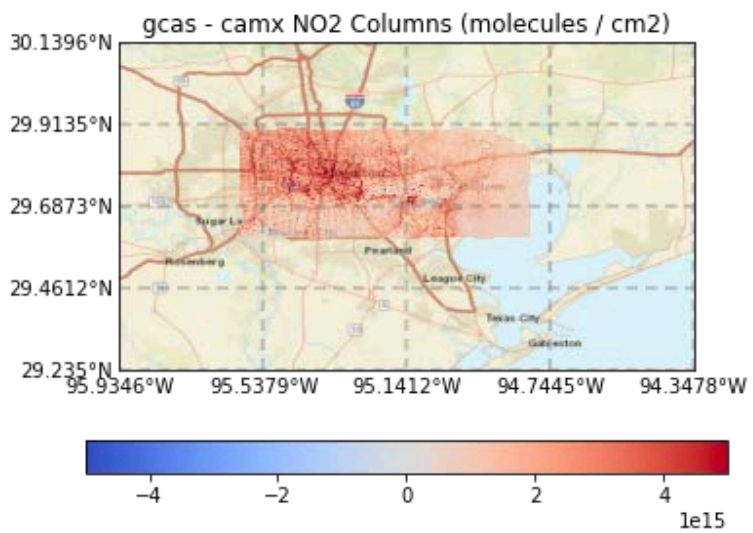 gcas - camx NO2 Columns (molecules / cm2)
30.1396°N
29.9135°N
29.6873°N
29.4612°N
29.235°N
Sugar La
Rosenberg
Pearland
League City
Texas City
Galveston
95.9346°W 95.5379°W 95.1412°W 94.7445°W 94.3478°W
−4 −2 0 2 4
1e15